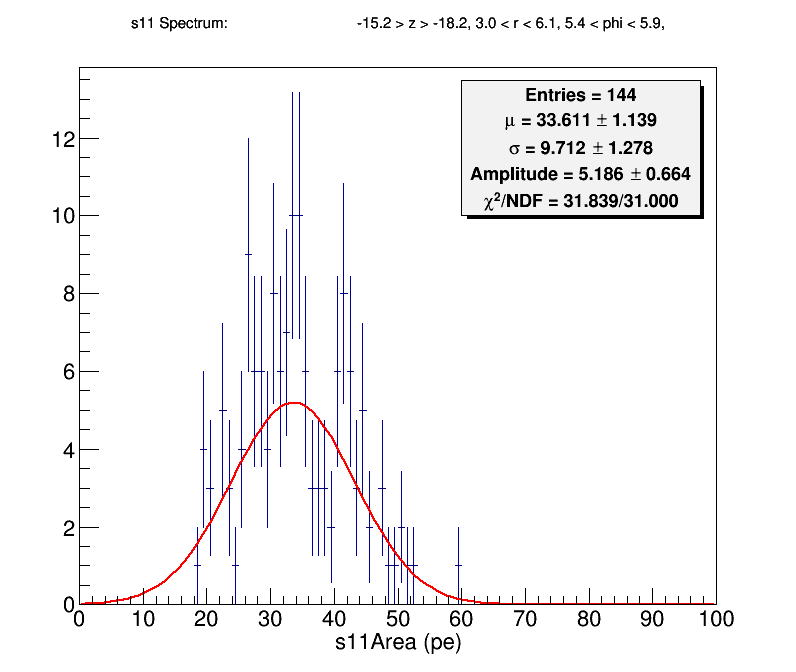 s11 Spectrum: -15.2 > z > -18.2, 3.0 < r < 6.1, 5.4 < phi < 5.9,
Entries = 144
μ = 33.611 ± 1.139
σ = 9.712 ± 1.278
Amplitude = 5.186 ± 0.664
χ²/NDF = 31.839/31.000
12
10
8
6
4
2
0
0 10 20 30 40 50 60 70 80 90 100
s11Area (pe)